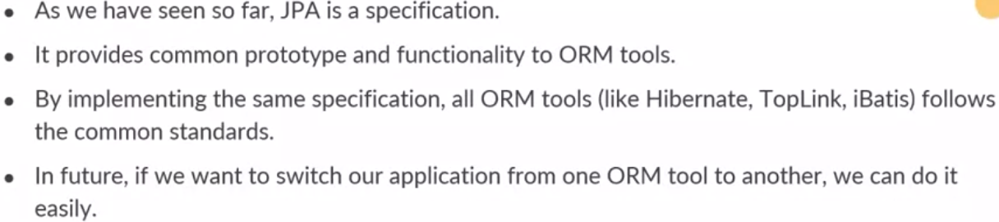 • As we have seen so far, JPA is a specification.
• It provides common prototype and functionality to ORM tools.
• By implementing the same specification, all ORM tools (like Hibernate, TopLink, iBatis) follows
the common standards.
• In future, if we want to switch our application from one ORM tool to another, we can do it
easily.